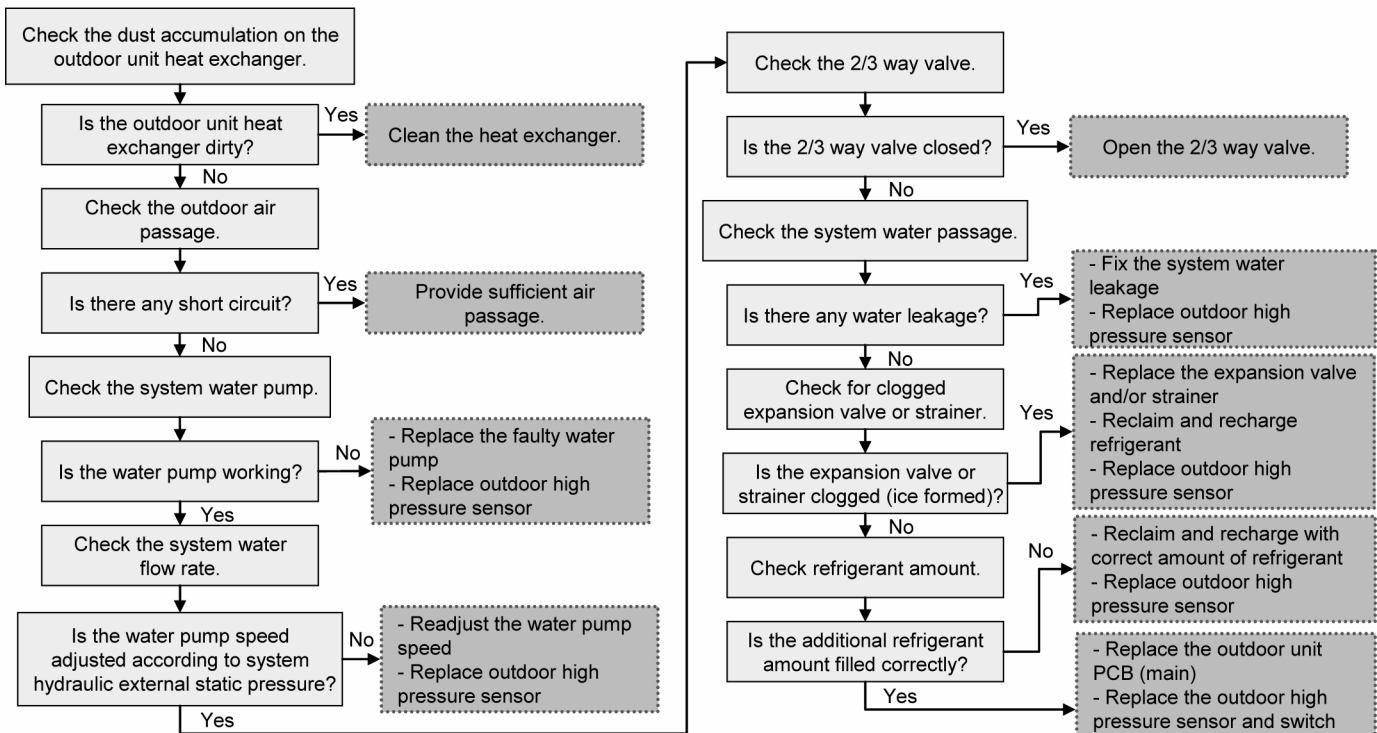 Check the dust accumulation on the
outdoor unit heat exchanger.
Is the outdoor unit heat
exchanger dirty?
Yes
Clean the heat exchanger.
No
Check the outdoor air
passage.
Is there any short circuit?
Yes
Provide sufficient air
passage.
No
Check the system water pump.
Is the water pump working?
No
- Replace the faulty water
pump
- Replace outdoor high
pressure sensor
Yes
Check the system water
flow rate.
Is the water pump speed
adjusted according to system
hydraulic external static pressure?
No
- Readjust the water pump
speed
- Replace outdoor high
pressure sensor
Yes
Check the 2/3 way valve.
Is the 2/3 way valve closed?
Yes
Open the 2/3 way valve.
No
Check the system water passage.
Is there any water leakage?
Yes
- Fix the system water
leakage
- Replace outdoor high
pressure sensor
No
Check for clogged
expansion valve or strainer.
Is the expansion valve or
strainer clogged (ice formed)?
Yes
- Replace the expansion valve
and/or strainer
- Reclaim and recharge
refrigerant
- Replace outdoor high
pressure sensor
No
Check refrigerant amount.
Is the additional refrigerant
amount filled correctly?
No
- Reclaim and recharge with
correct amount of refrigerant
- Replace outdoor high
pressure sensor
Yes
- Replace the outdoor unit
PCB (main)
- Replace the outdoor high
pressure sensor and switch